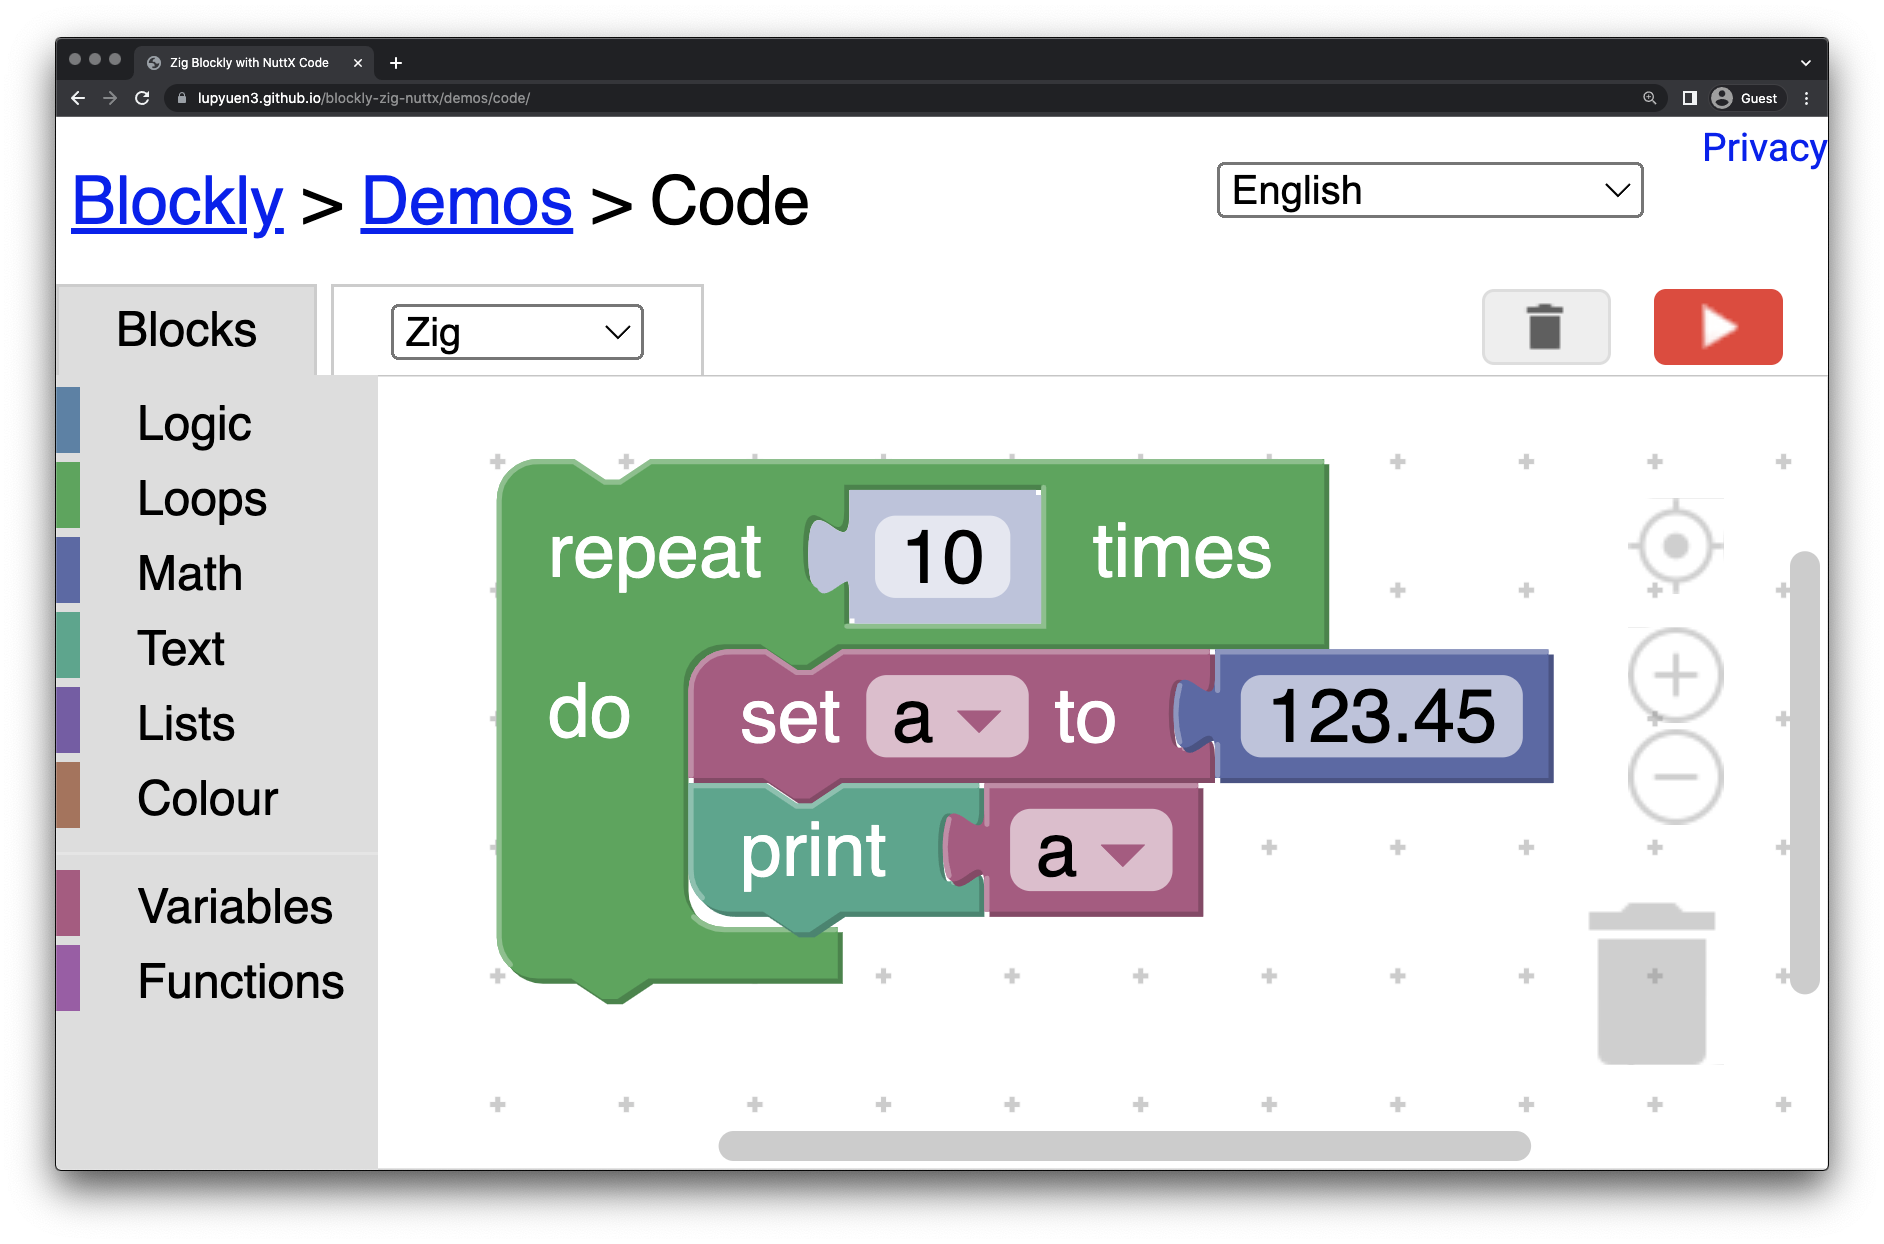 Zig Blockly with NuttX Code
lupyuen3.github.io/blockly-zig-nuttx/demos/code/
Guest
Privacy
Blockly > Demos > Code
English
Blocks
Zig
Logic
Loops
Math
Text
Lists
Colour
Variables
Functions
repeat 10 times
do set a to 123.45
print a